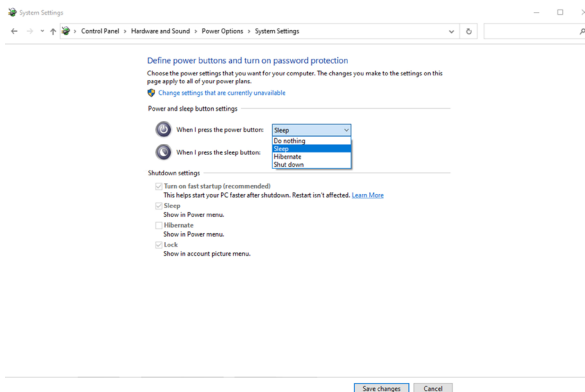 System Settings
Control Panel > Hardware and Sound > Power Options > System Settings
Define power buttons and turn on password protection
Choose the power settings that you want for your computer. The changes you make to the settings on this
page apply to all of your power plans.
Change settings that are currently unavailable
Power and sleep button settings
When I press the power button: Sleep
Do nothing
Sleep
When I press the sleep button:
Hibernate
Shut down
Shutdown settings
Turn on fast startup (recommended)
This helps start your PC faster after shutdown. Restart isn't affected. Learn More
Sleep
Show in Power menu.
Hibernate
Show in Power menu.
Lock
Show in account picture menu.
Save changes Cancel